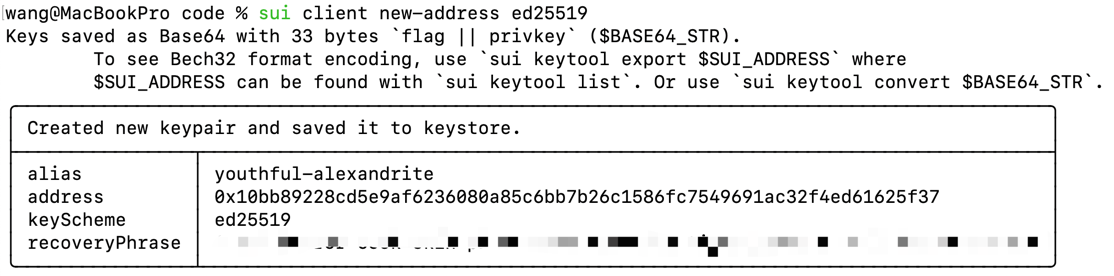 wang@MacBookPro code % sui client new-address ed25519
Keys saved as Base64 with 33 bytes `flag || privkey` ($BASE64_STR).
To see Bech32 format encoding, use `sui keytool export $SUI_ADDRESS` where
$SUI_ADDRESS can be found with `sui keytool list`. Or use `sui keytool convert $BASE64_STR`.
Created new keypair and saved it to keystore.
alias youthful-alexandrite
address 0x10bb89228cd5e9af6236080a85c6bb7b26c1586fc7549691ac32f4ed61625f37
keyScheme ed25519
recoveryPhrase